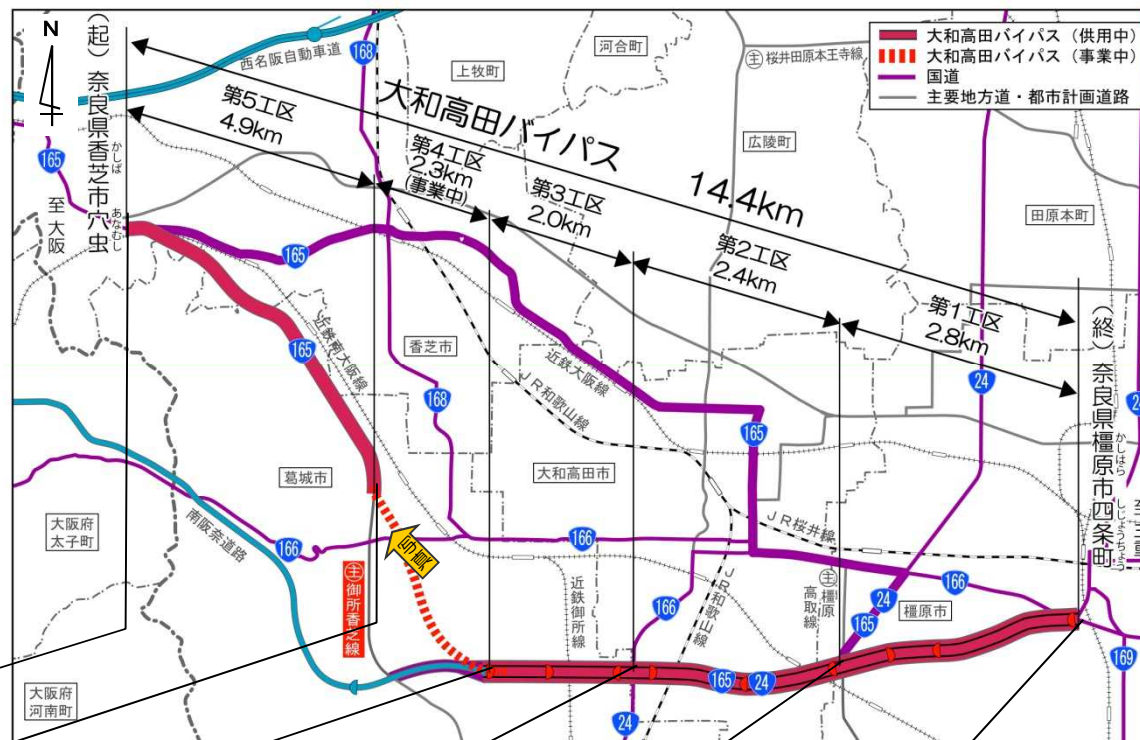 N
(起)奈良県香芝市穴虫
かしば
あなむし
至大阪
西名阪自動車道
168
上牧町
河合町
主 桜井田原本王寺線
大和高田バイパス(供用中)
大和高田バイパス(事業中)
国道
主要地方道・都市計画道路
第5工区
4.9km
大和高田バイパス
14.4km
第4工区
2.3km
(事業中)
第3工区
2.0km
広陵町
第2工区
2.4km
田原本町
第1工区
2.8km
165
165
165
近鉄南大阪線
香芝市
168
近鉄大阪線
JR和歌山線
165
24
(終)奈良県橿原市四条町
かしはら
しじょうちょう
葛城市
大和高田市
JR桜井線
大阪府
太子町
南阪奈道路
166
166
写真
主 御所香芝線
近鉄御所線
166
JR和歌山線
主 橿原高取線
24
165
橿原市
166
大阪府
河南町
165
24
24
169